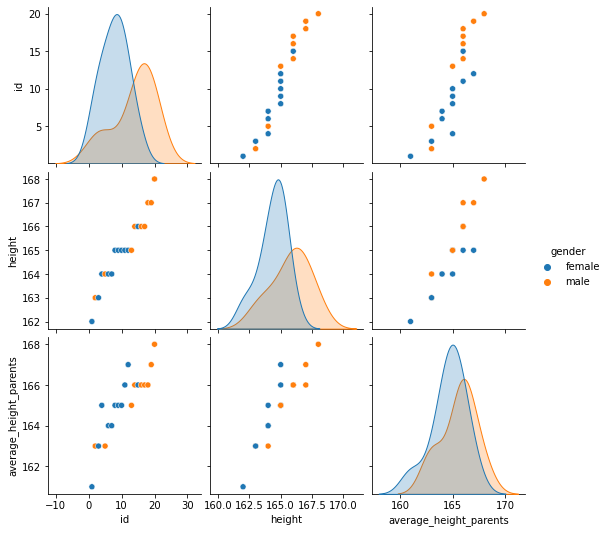 20
15
10
5
id
168
167
166
165
164
163
162
height
gender
female
male
168
166
164
162
average_height_parents
−10 0 10 20 30
160.0 162.5 165.0 167.5 170.0
160 165 170
id
height
average_height_parents